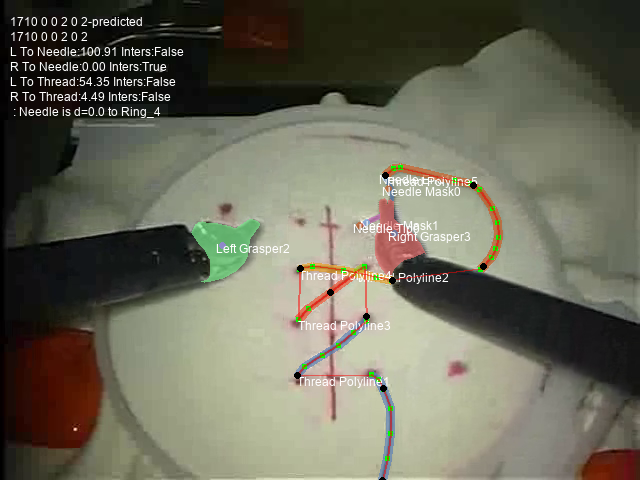 1710 0 0 2 0 2-predicted
1710 0 0 2 0 2
L To Needle:100.91 Inters:False
R To Needle:0.00 Inters:True
L To Thread:54.35 Inters:False
R To Thread:4.49 Inters:False
: Needle is d=0.0 to Ring_4
Thread Polyline5
Needle Mask0
Mask1
Right Grasper3
Left Grasper2
Thread Polyline4
Polyline2
Thread Polyline3
Thread Polyline1